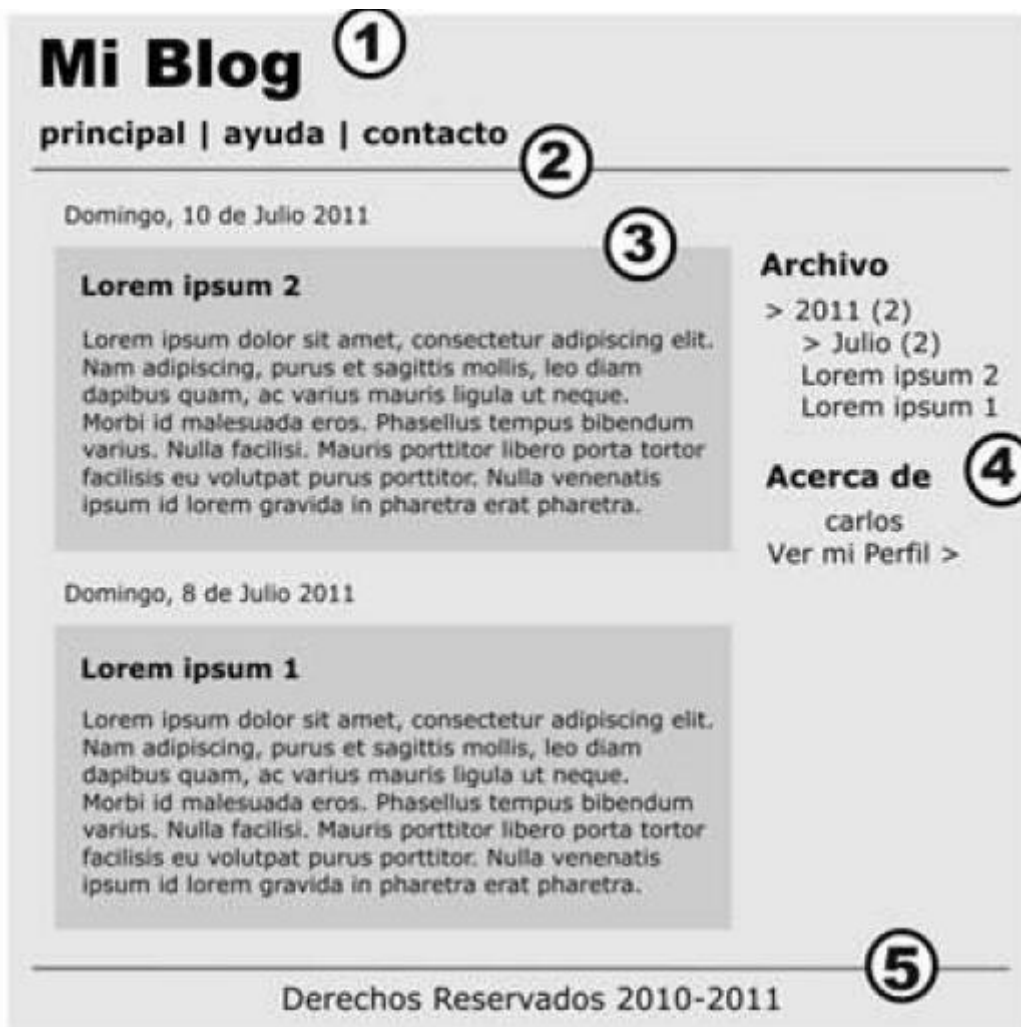 Mi Blog
1
principal | ayuda | contacto
2
Domingo, 10 de Julio 2011
3
Lorem ipsum 2
Lorem ipsum dolor sit amet, consectetur adipiscing elit.
Nam adipiscing, purus et sagittis mollis, leo diam
dapibus quam, ac varius mauris ligula ut neque.
Morbi id malesuada eros. Phasellus tempus bibendum
varius. Nulla facilisi. Mauris porttitor libero porta tortor
facilisis eu volutpat purus porttitor. Nulla venenatis
ipsum id lorem gravida in pharetra erat pharetra.
Domingo, 8 de Julio 2011
Lorem ipsum 1
Lorem ipsum dolor sit amet, consectetur adipiscing elit.
Nam adipiscing, purus et sagittis mollis, leo diam
dapibus quam, ac varius mauris ligula ut neque.
Morbi id malesuada eros. Phasellus tempus bibendum
varius. Nulla facilisi. Mauris porttitor libero porta tortor
facilisis eu volutpat purus porttitor. Nulla venenatis
ipsum id lorem gravida in pharetra erat pharetra.
Archivo
> 2011 (2)
> Julio (2)
Lorem ipsum 2
Lorem ipsum 1
4
Acerca de
carlos
Ver mi Perfil >
5
Derechos Reservados 2010-2011